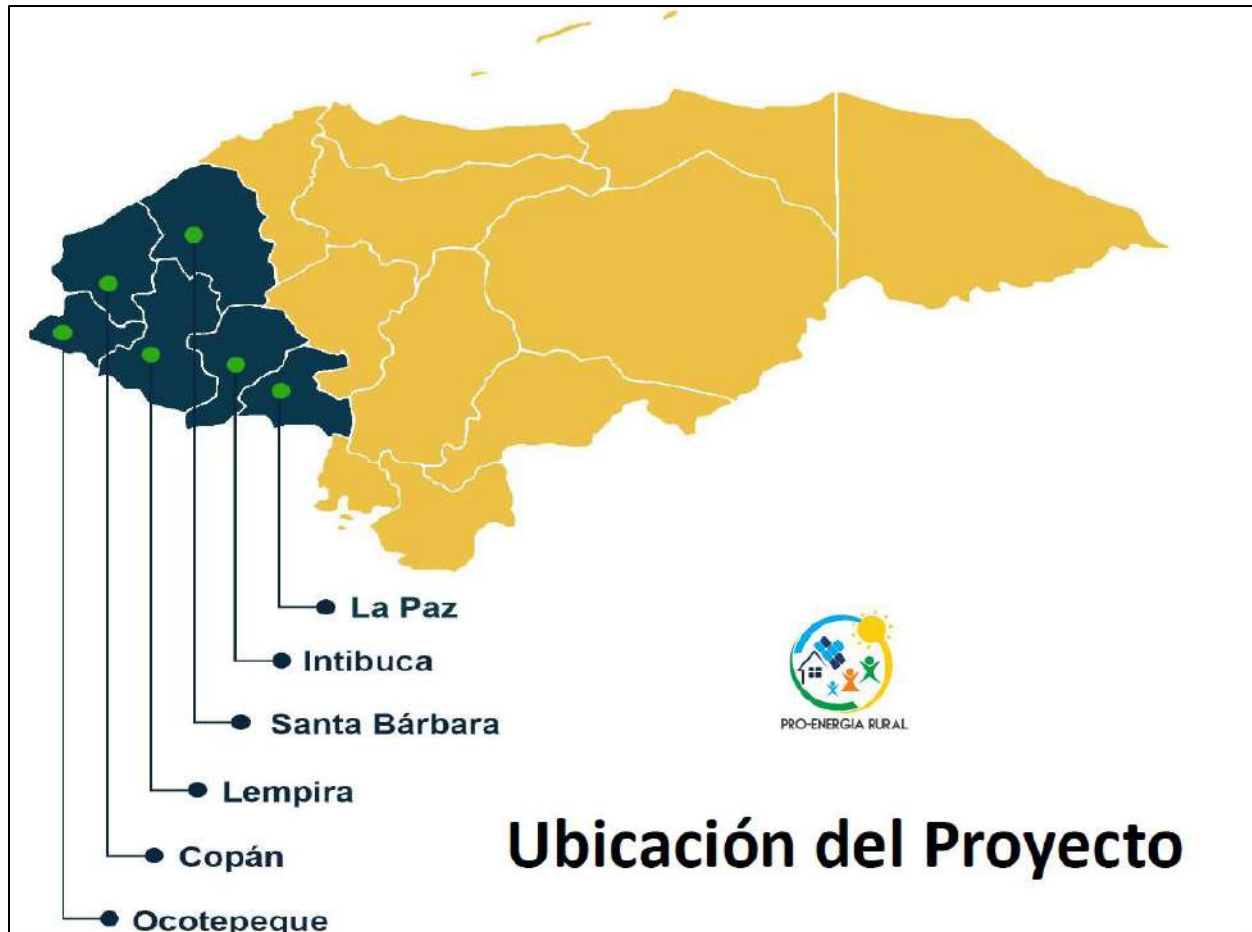 La Paz
Intibuca
Santa Bárbara
PRO-ENERGIA RURAL
Lempira
Ubicación del Proyecto
Copán
Ocotepeque